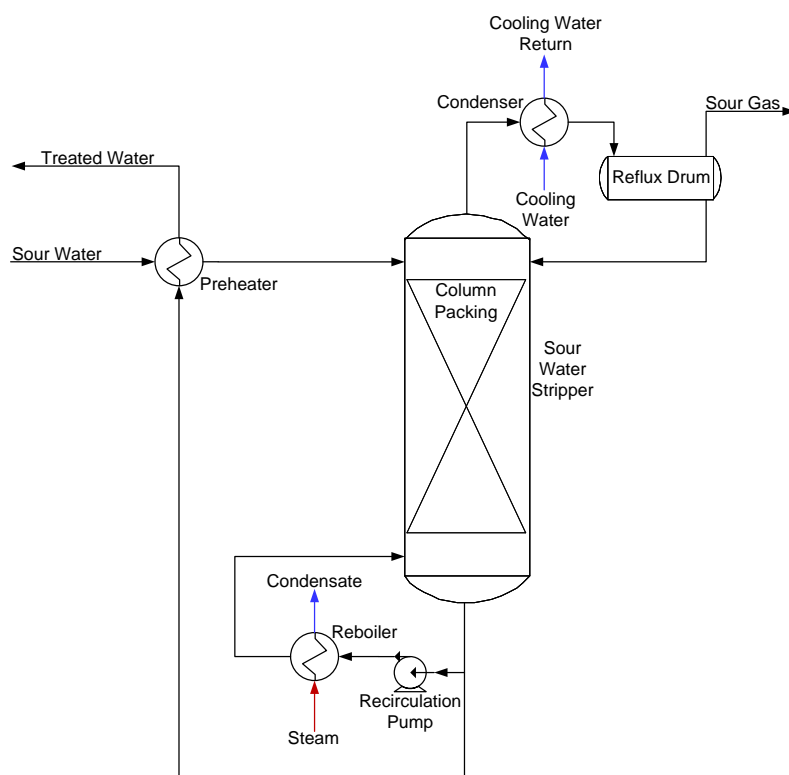 Cooling Water
Return
Condenser
Sour Gas
Treated Water
Reflux Drum
Cooling
Water
Sour Water
Preheater
Column
Packing
Sour
Water
Stripper
Condensate
Reboiler
Recirculation
Pump
Steam